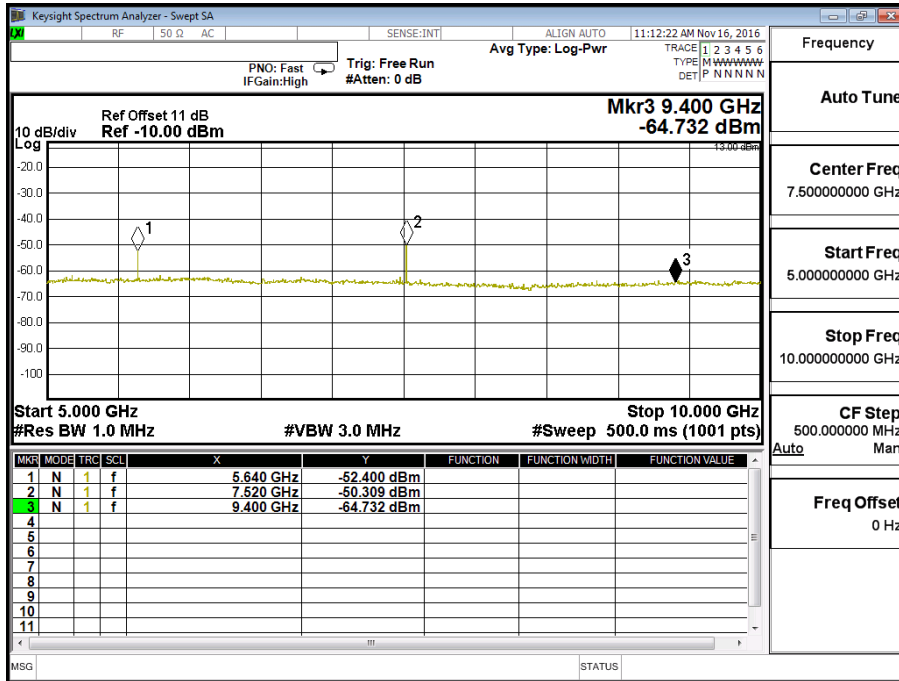 Keysight Spectrum Analyzer - Swept SA
LXI RF 50 Ω AC SENSE:INT ALIGN AUTO 11:12:22 AM Nov 16, 2016
Avg Type: Log-Pwr TRACE 1 2 3 4 5 6
TYPE M WWWWW
DET P N N N N N
PNO: Fast Trig: Free Run
IFGain:High #Atten: 0 dB
Mkr3 9.400 GHz
-64.732 dBm
Ref Offset 11 dB
10 dB/div Ref -10.00 dBm
Log
-13.00 dBm
-20.0
-30.0
-40.0
-50.0
-60.0
-70.0
-80.0
-90.0
-100
1
2
3
Start 5.000 GHz Stop 10.000 GHz
#Res BW 1.0 MHz #VBW 3.0 MHz #Sweep 500.0 ms (1001 pts)
MKR MODE TRC SCL X Y FUNCTION FUNCTION WIDTH FUNCTION VALUE
1 N 1 f 5.640 GHz -52.400 dBm
2 N 1 f 7.520 GHz -50.309 dBm
3 N 1 f 9.400 GHz -64.732 dBm
4
5
6
7
8
9
10
11
MSG STATUS
Frequency
Auto Tune
Center Freq
7.500000000 GHz
Start Freq
5.000000000 GHz
Stop Freq
10.000000000 GHz
CF Step
500.000000 MHz
Auto Man
Freq Offset
0 Hz